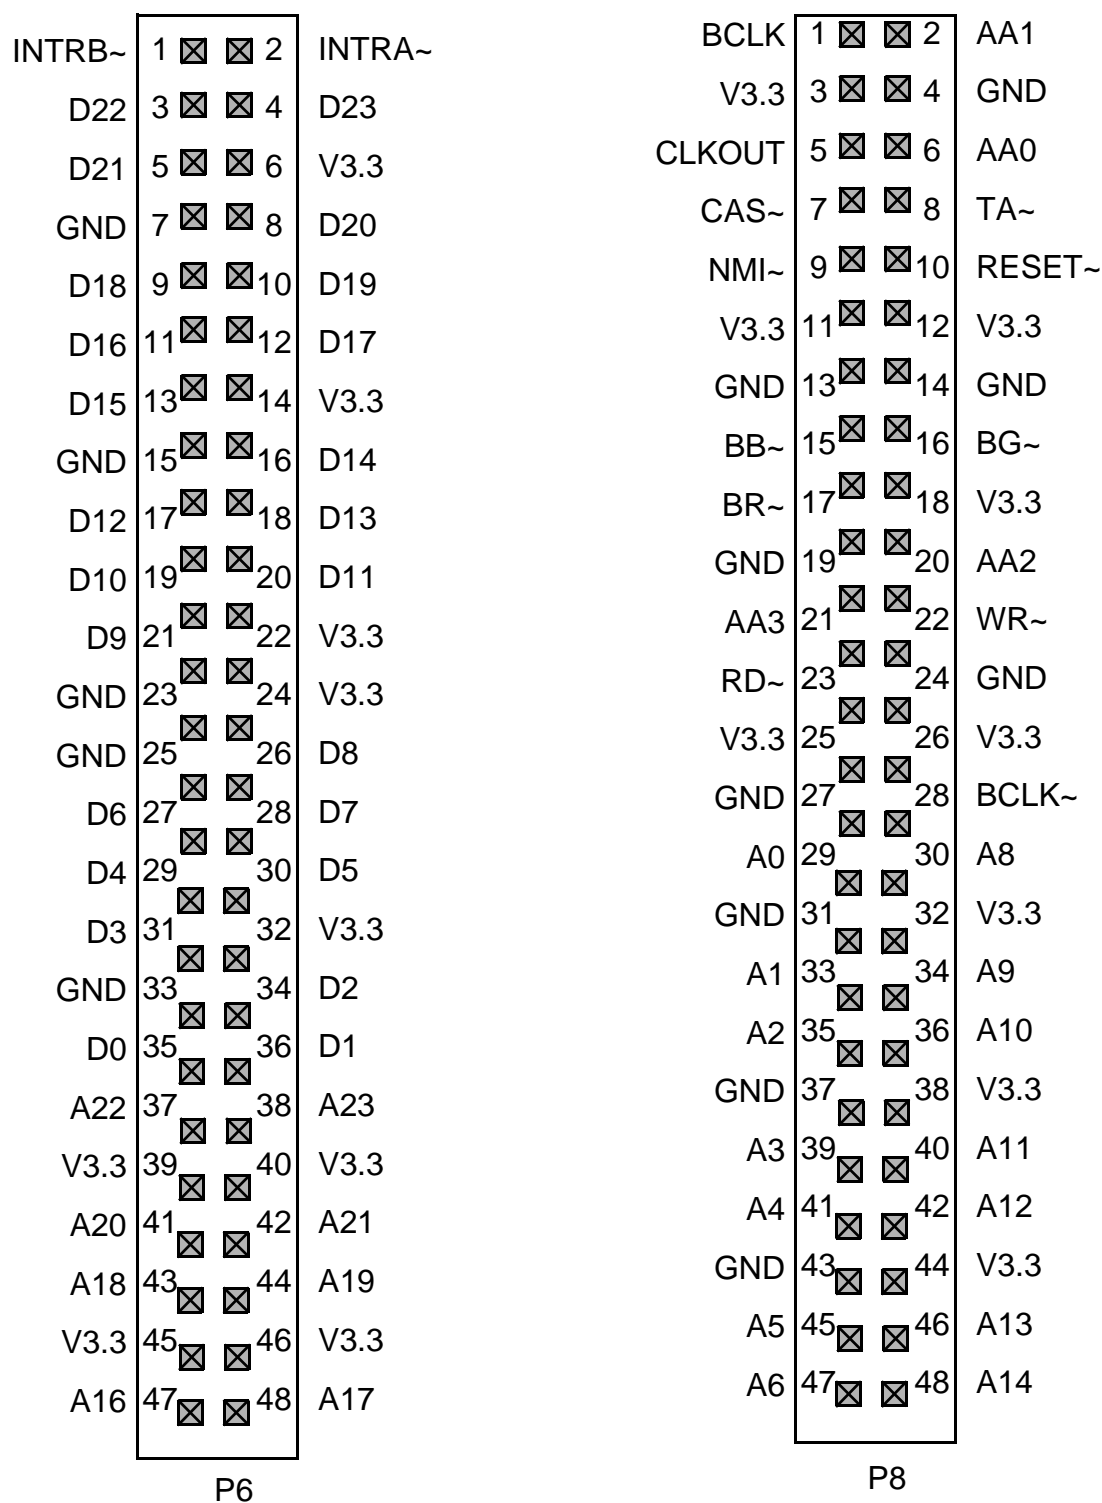 INTRB~ 1 2 INTRA~
D22 3 4 D23
D21 5 6 V3.3
GND 7 8 D20
D18 9 10 D19
D16 11 12 D17
D15 13 14 V3.3
GND 15 16 D14
D12 17 18 D13
D10 19 20 D11
D9 21 22 V3.3
GND 23 24 V3.3
GND 25 26 D8
D6 27 28 D7
D4 29 30 D5
D3 31 32 V3.3
GND 33 34 D2
D0 35 36 D1
A22 37 38 A23
V3.3 39 40 V3.3
A20 41 42 A21
A18 43 44 A19
V3.3 45 46 V3.3
A16 47 48 A17
P6
BCLK 1 2 AA1
V3.3 3 4 GND
CLKOUT 5 6 AA0
CAS~ 7 8 TA~
NMI~ 9 10 RESET~
V3.3 11 12 V3.3
GND 13 14 GND
BB~ 15 16 BG~
BR~ 17 18 V3.3
GND 19 20 AA2
AA3 21 22 WR~
RD~ 23 24 GND
V3.3 25 26 V3.3
GND 27 28 BCLK~
A0 29 30 A8
GND 31 32 V3.3
A1 33 34 A9
A2 35 36 A10
GND 37 38 V3.3
A3 39 40 A11
A4 41 42 A12
GND 43 44 V3.3
A5 45 46 A13
A6 47 48 A14
P8